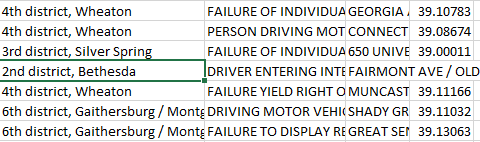 4th district, Wheaton FAILURE OF INDIVIDUA GEORGIA 39.10783
4th district, Wheaton PERSON DRIVING MOT CONNECT 39.08674
3rd district, Silver Spring FAILURE OF INDIVIDUA 650 UNIVE 39.00011
2nd district, Bethesda DRIVER ENTERING INTE FAIRMONT AVE / OLD
4th district, Wheaton FAILURE YIELD RIGHT O MUNCAST 39.11166
6th district, Gaithersburg / Montg DRIVING MOTOR VEHIC SHADY GR 39.11032
6th district, Gaithersburg / Montg FAILURE TO DISPLAY RE GREAT SEN 39.13063